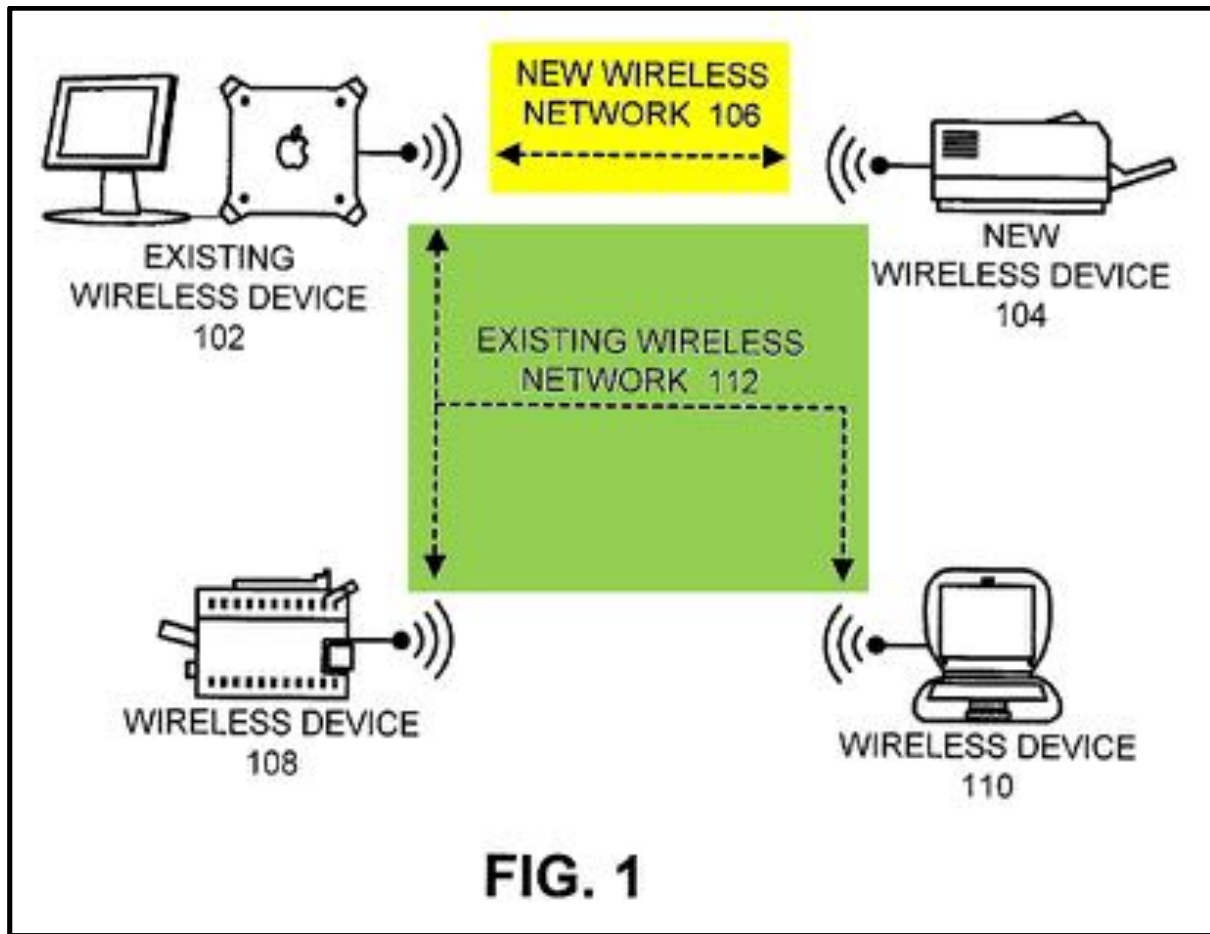 NEW WIRELESS
NETWORK 106
EXISTING
WIRELESS DEVICE
102
NEW
WIRELESS DEVICE
104
EXISTING WIRELESS
NETWORK 112
WIRELESS DEVICE
108
WIRELESS DEVICE
110
FIG. 1